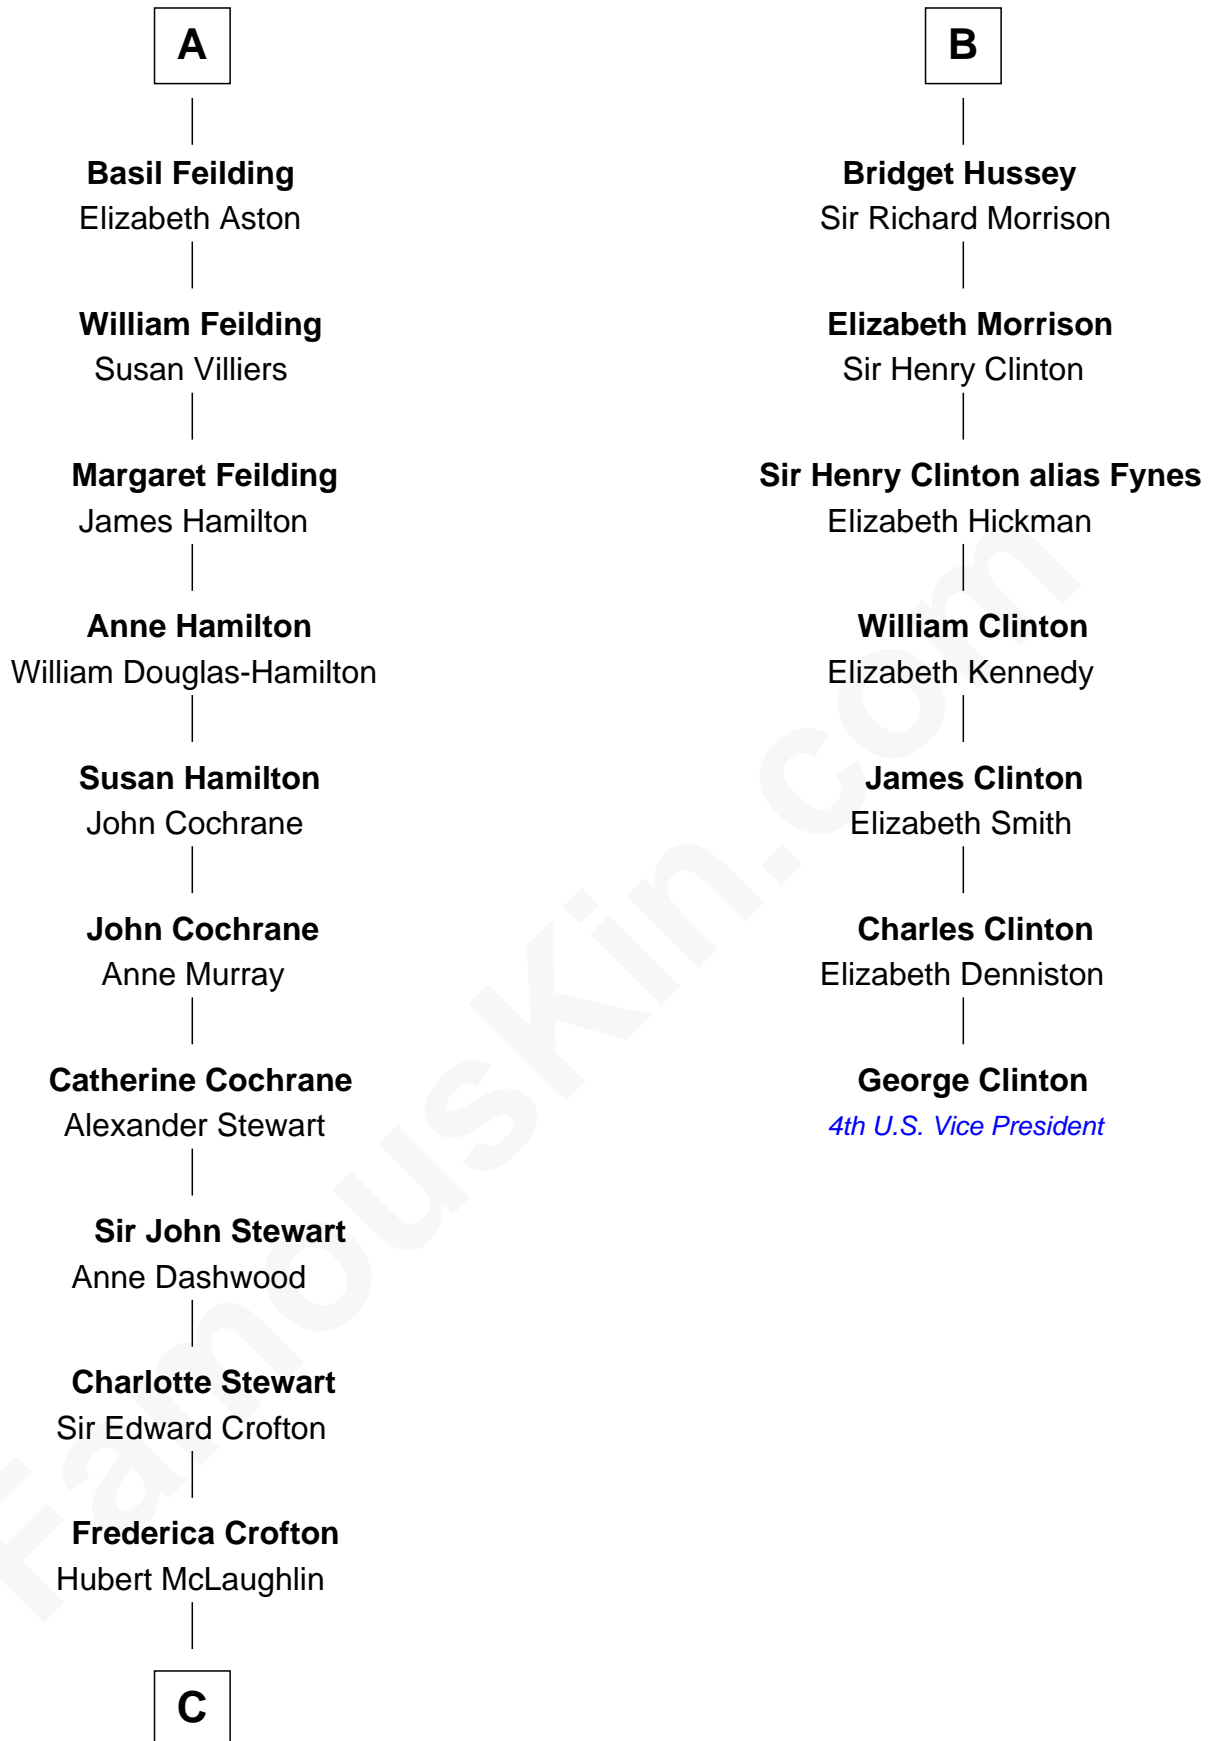 A
Basil Feilding
Elizabeth Aston
William Feilding
Susan Villiers
Margaret Feilding
James Hamilton
Anne Hamilton
William Douglas-Hamilton
Susan Hamilton
John Cochrane
John Cochrane
Anne Murray
Catherine Cochrane
Alexander Stewart
Sir John Stewart
Anne Dashwood
Charlotte Stewart
Sir Edward Crofton
Frederica Crofton
Hubert McLaughlin
C
B
Bridget Hussey
Sir Richard Morrison
Elizabeth Morrison
Sir Henry Clinton
Sir Henry Clinton alias Fynes
Elizabeth Hickman
William Clinton
Elizabeth Kennedy
James Clinton
Elizabeth Smith
Charles Clinton
Elizabeth Denniston
George Clinton
4th U.S. Vice President
FamousKin.com